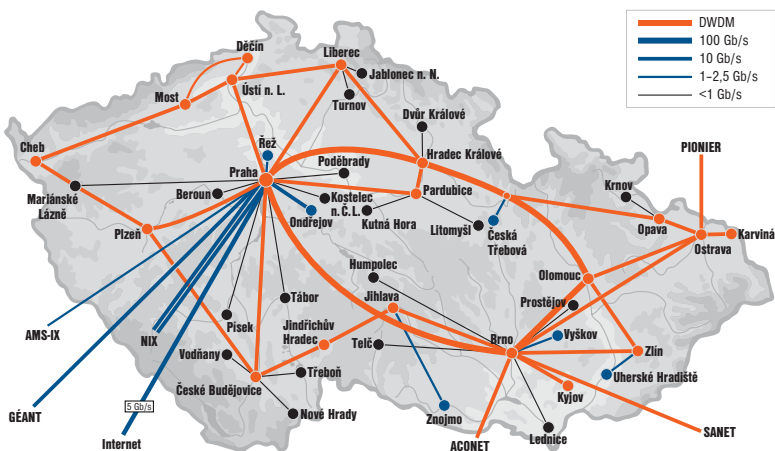 DWDM
100 Gb/s
10 Gb/s
1–2,5 Gb/s
<1 Gb/s
Děčín
Liberec
Jablonec n. N.
Ústí n. L.
Most
Turnov
Dvůr Králové
PIONIER
Řež
Cheb
Praha
Poděbrady
Hradec Králové
Mariánské
Lázně
Beroun
Kostelec
n. Č. L.
Pardubice
Krnov
Ondřejov
Kutná Hora
Litomyšl
Česká
Třebová
Opava
Karviná
Ostrava
Plzeň
Humpolec
Olomouc
Tábor
Jihlava
Prostějov
AMS-IX
NIX
Písek
Jindřichův
Hradec
Telč
Brno
Vyškov
Zlín
Vodňany
Třeboň
Uherské Hradiště
České Budějovice
Kyjov
GÉANT
5 Gb/s
Nové Hrady
Znojmo
Internet
ACONET
Lednice
SANET